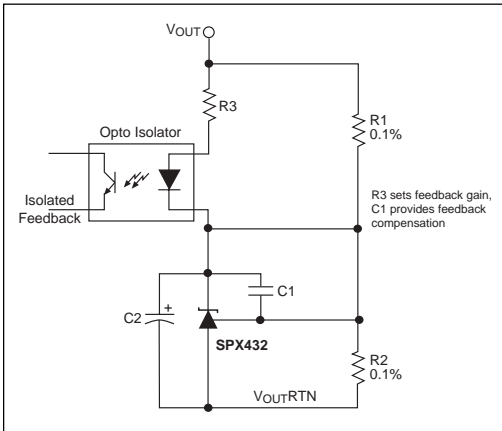 VOUT
R3
R1
0.1%
Opto Isolator
R3 sets feedback gain,
C1 provides feedback
compensation
Isolated
Feedback
C1
C2
+
SPX432
R2
0.1%
VOUTRTN